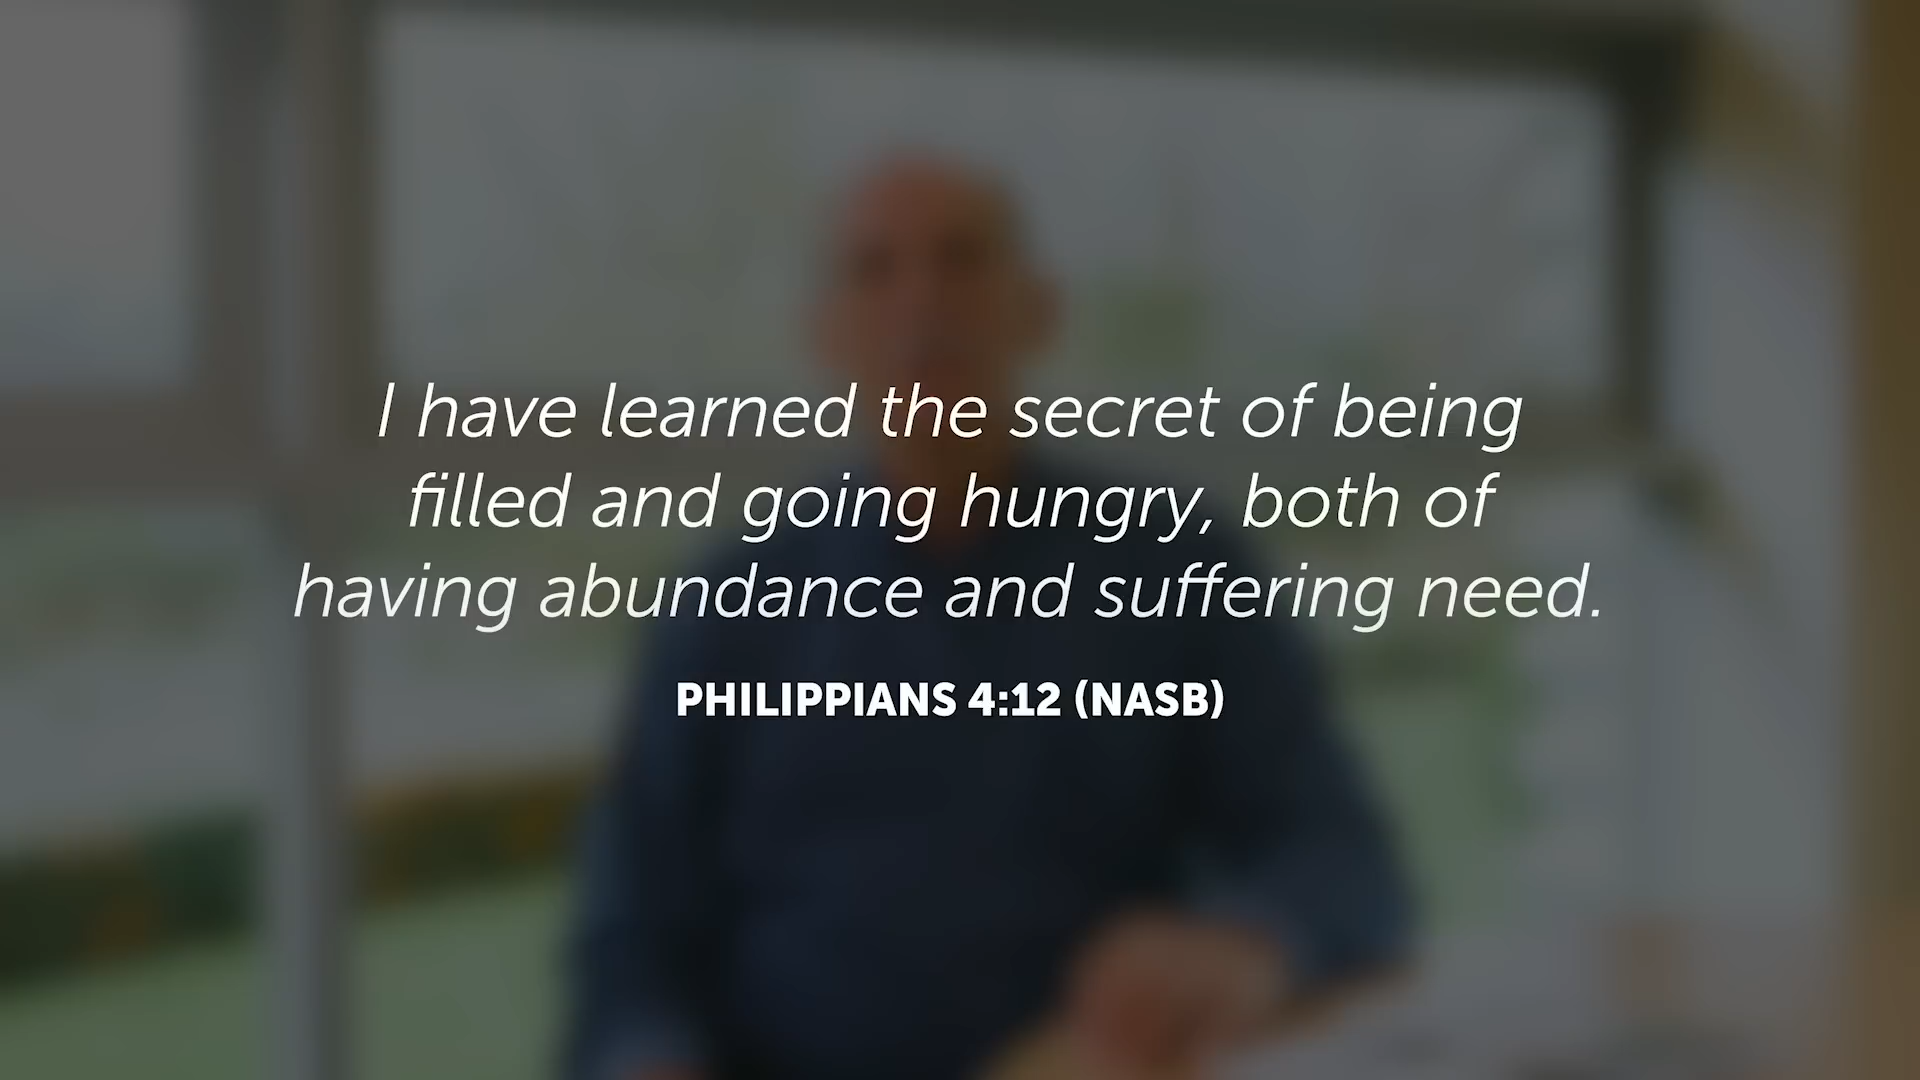 I have learned the secret of being
filled and going hungry, both of
having abundance and suffering need.
PHILIPPIANS 4:12 (NASB)